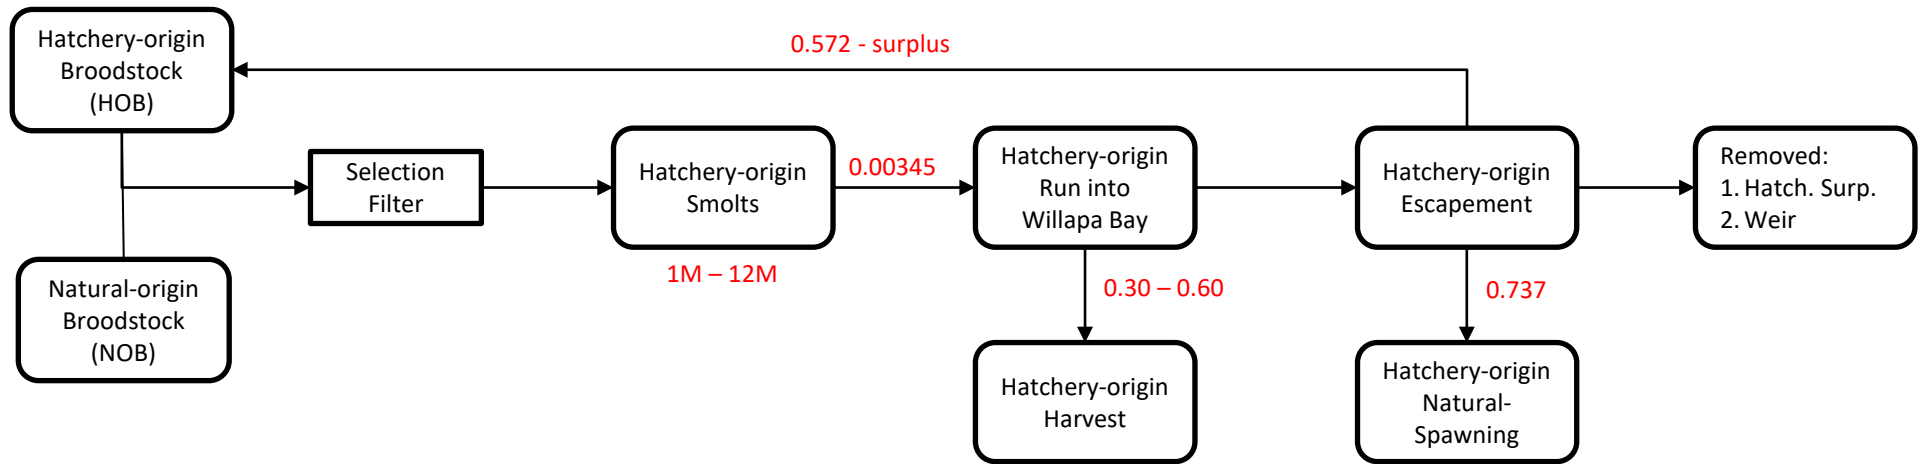 Hatchery-origin
Broodstock
(HOB)
0.572 - surplus
Selection
Filter
Hatchery-origin
Smolts
0.00345
Hatchery-origin
Run into
Willapa Bay
Hatchery-origin
Escapement
Removed:
1. Hatch. Surp.
2. Weir
1M – 12M
0.30 – 0.60
0.737
Natural-origin
Broodstock
(NOB)
Hatchery-origin
Harvest
Hatchery-origin
Natural-
Spawning